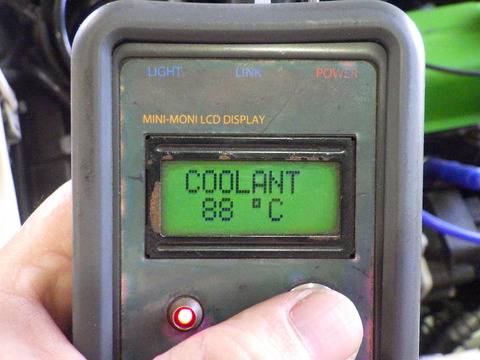 LIGHT LINK POWER
MINI-MONI LCD DISPLAY
COOLANT
88 °C